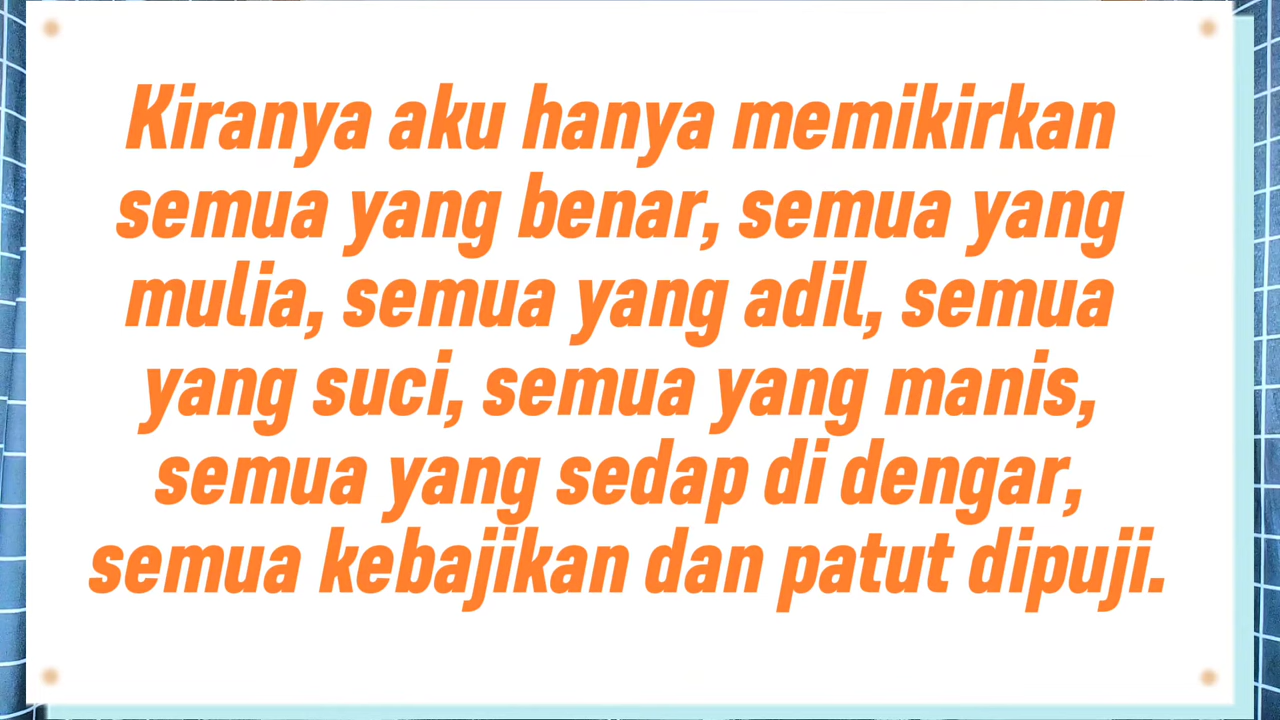 Kiranya aku hanya memikirkan
semua yang benar, semua yang
mulia, semua yang adil, semua
yang suci, semua yang manis,
semua yang sedap di dengar,
semua kebajikan dan patut dipuji.